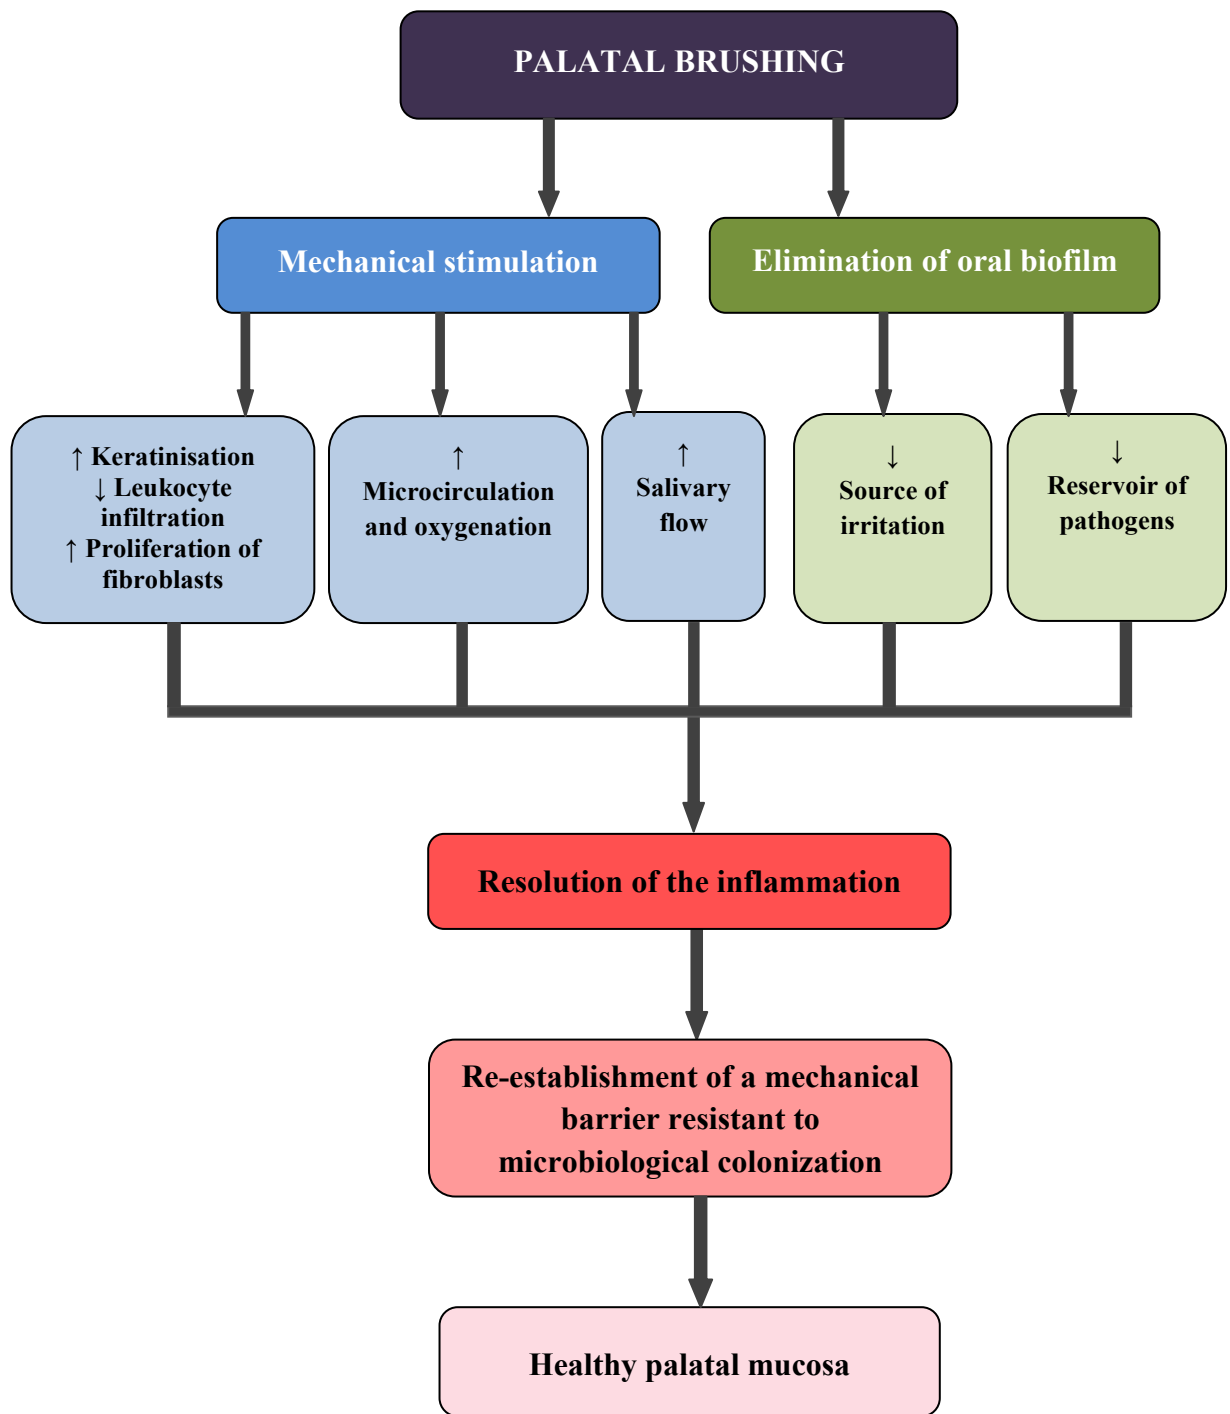 PALATAL BRUSHING
Mechanical stimulation
Elimination of oral biofilm
↑ Keratinisation
↓ Leukocyte
infiltration
↑ Proliferation of
fibroblasts
↑
Microcirculation
and oxygenation
↑
Salivary
flow
↓
Source of
irritation
↓
Reservoir of
pathogens
Resolution of the inflammation
Re-establishment of a mechanical
barrier resistant to
microbiological colonization
Healthy palatal mucosa